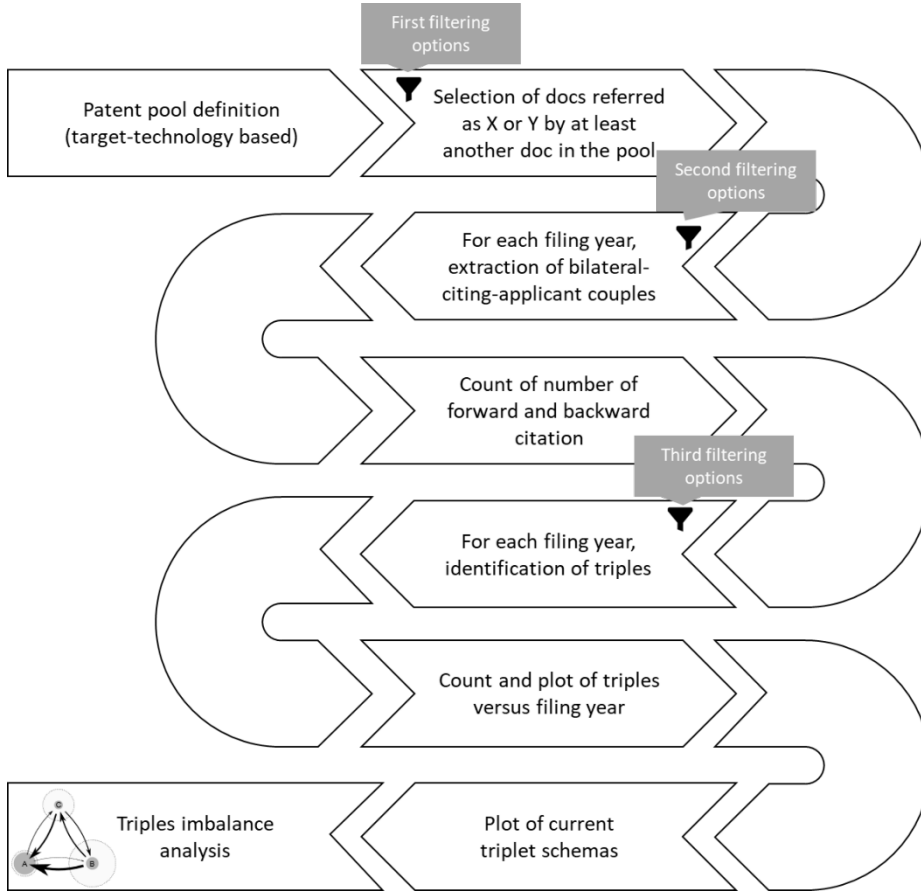 First filtering
options
Patent pool definition
(target-technology based)
Selection of docs referred
as X or Y by at least
another doc in the pool
Second filtering
options
For each filing year,
extraction of bilateral-
citing-applicant couples
Count of number of
forward and backward
citation
Third filtering
options
For each filing year,
identification of triples
Count and plot of triples
versus filing year
Triples imbalance
analysis
C
A
B
Plot of current
triplet schemas